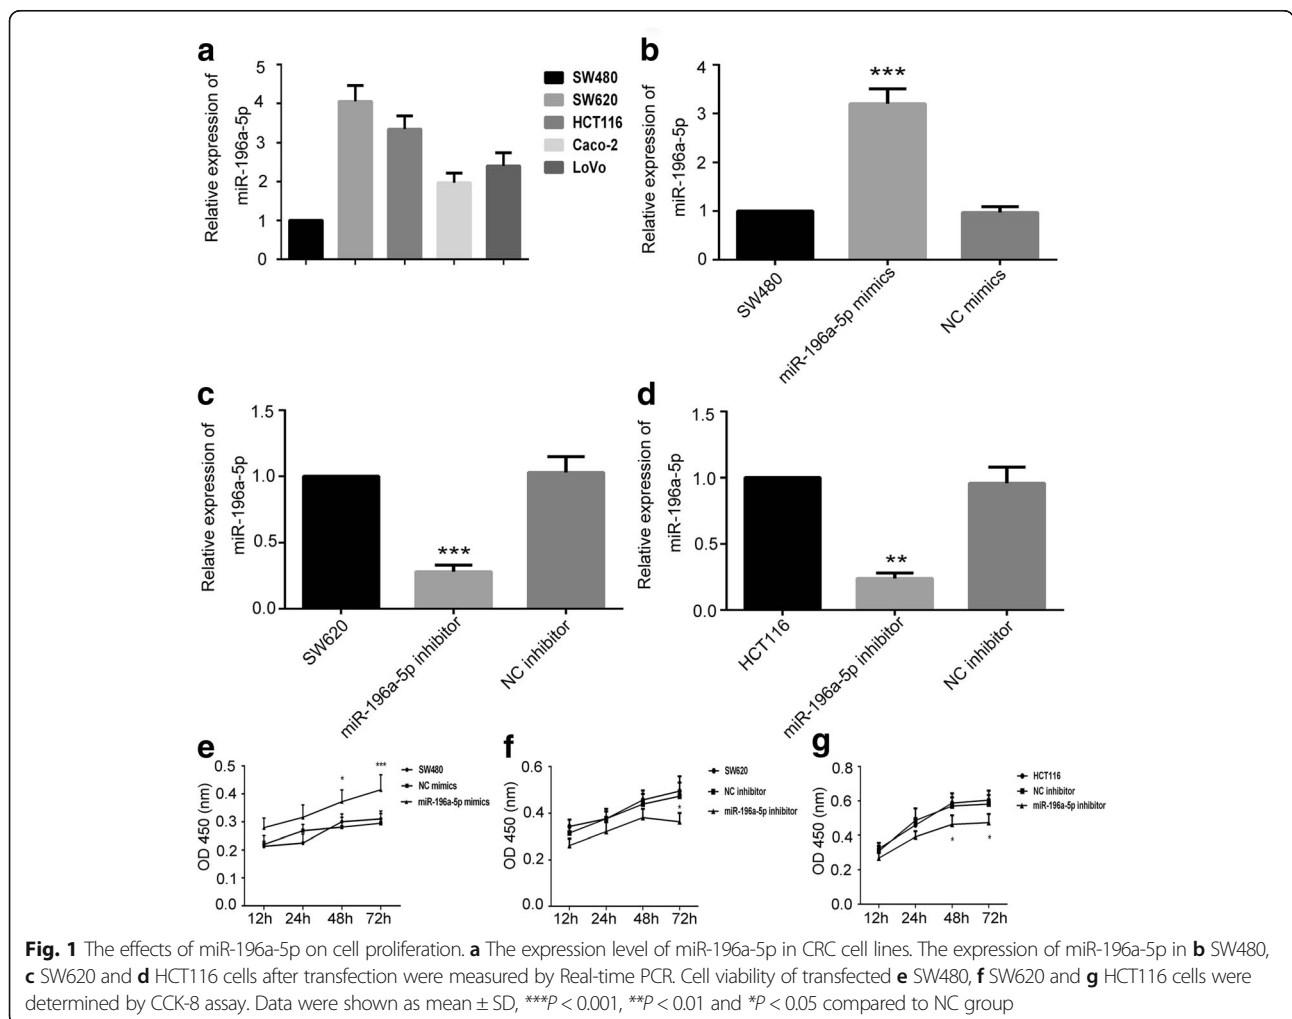 a
Relative expression of
miR-196a-5p
5
4
3
2
1
0
SW480
SW620
HCT116
Caco-2
LoVo
b
Relative expression of
miR-196a-5p
4
3
2
1
0
***
SW480
miR-196a-5p mimics
NC mimics
c
Relative expression of
miR-196a-5p
1.5
1.0
0.5
0.0
***
SW620
miR-196a-5p inhibitor
NC inhibitor
d
Relative expression of
miR-196a-5p
1.5
1.0
0.5
0.0
**
HCT116
miR-196a-5p inhibitor
NC inhibitor
e
OD 450 (nm)
0.5
0.4
0.3
0.2
0.1
0.0
* ***
12h 24h 48h 72h
SW480
NC mimics
miR-196a-5p mimics
f
OD 450 (nm)
0.6
0.4
0.2
0.0
*
12h 24h 48h 72h
SW620
NC inhibitor
miR-196a-5p inhibitor
g
OD 450 (nm)
0.8
0.6
0.4
0.2
0.0
* *
12h 24h 48h 72h
HCT116
NC inhibitor
miR-196a-5p inhibitor
Fig. 1 The effects of miR-196a-5p on cell proliferation. a The expression level of miR-196a-5p in CRC cell lines. The expression of miR-196a-5p in b SW480,
c SW620 and d HCT116 cells after transfection were measured by Real-time PCR. Cell viability of transfected e SW480, f SW620 and g HCT116 cells were
determined by CCK-8 assay. Data were shown as mean ± SD, ***P < 0.001, **P < 0.01 and *P < 0.05 compared to NC group